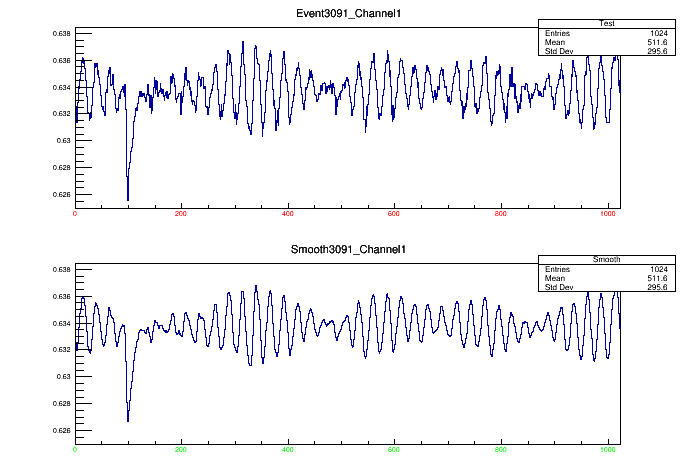 Event3091_Channel1
Test
Entries 1024
Mean 511.6
Std Dev 295.6
0.638
0.636
0.634
0.632
0.63
0.628
0.626
0 200 400 600 800 1000
Smooth3091_Channel1
Smooth
Entries 1024
Mean 511.6
Std Dev 295.6
0.638
0.636
0.634
0.632
0.63
0.628
0.626
0 200 400 600 800 1000